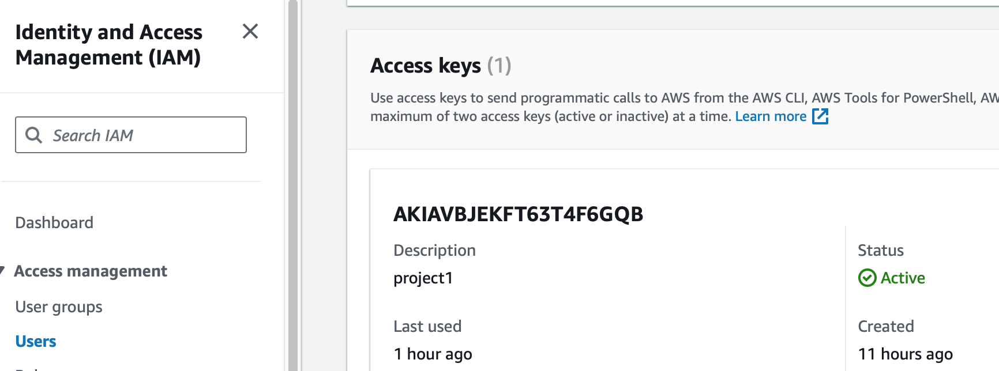 Identity and Access
Management (IAM)
Search IAM
Dashboard
Access management
User groups
Users
Access keys (1)
Use access keys to send programmatic calls to AWS from the AWS CLI, AWS Tools for PowerShell, AW
maximum of two access keys (active or inactive) at a time. Learn more
AKIAVBJEKFT63T4F6GQB
Description
project1
Status
Active
Last used
1 hour ago
Created
11 hours ago